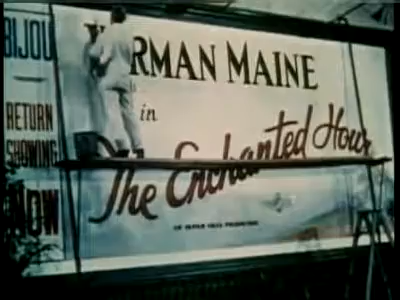 BIJOU
RETURN
SHOWING
NOW
RMAN MAINE
in
The Enchanted Hour